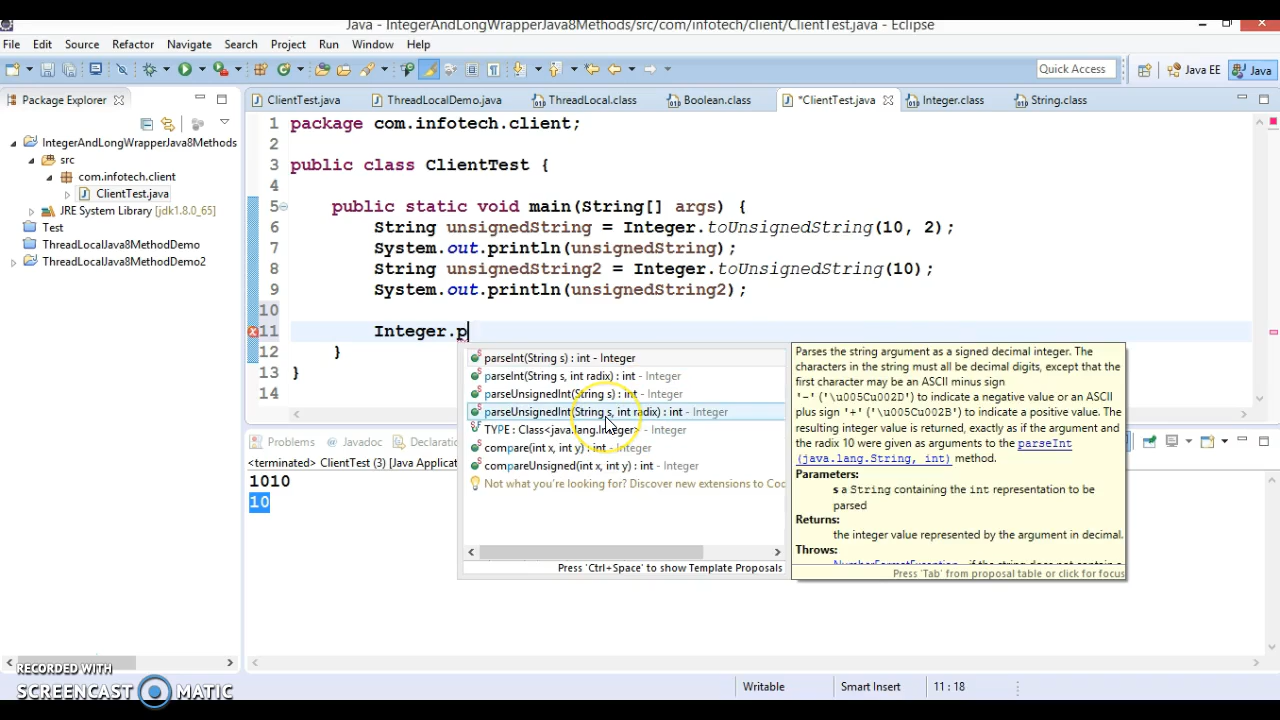 Java - IntegerAndLongWrapperJava8Methods/src/com/infotech/client/ClientTest.java - Eclipse
File Edit Source Refactor Navigate Search Project Run Window Help
Quick Access
Java EE
Java
Package Explorer
ClientTest.java
ThreadLocalDemo.java
ThreadLocal.class
Boolean.class
*ClientTest.java
Integer.class
String.class
IntegerAndLongWrapperJava8Methods
src
com.infotech.client
ClientTest.java
JRE System Library [jdk1.8.0_65]
Test
ThreadLocalJava8MethodDemo
ThreadLocalJava8MethodDemo2
1 package com.infotech.client;
2
3 public class ClientTest {
4
5 public static void main(String[] args) {
6 String unsignedString = Integer.toUnsignedString(10, 2);
7 System.out.println(unsignedString);
8 String unsignedString2 = Integer.toUnsignedString(10);
9 System.out.println(unsignedString2);
10
11 Integer.p
12 }
13 }
14
parseInt(String s) : int - Integer
parseInt(String s, int radix) : int - Integer
parseUnsignedInt(String s) : int - Integer
parseUnsignedInt(String s, int radix) : int - Integer
TYPE : Class<java.lang.Integer> - Integer
compare(int x, int y) : int - Integer
compareUnsigned(int x, int y) : int - Integer
Not what you're looking for? Discover new extensions to Coo
Press 'Ctrl+Space' to show Template Proposals
Parses the string argument as a signed decimal integer. The
characters in the string must all be decimal digits, except that the
first character may be an ASCII minus sign
'-' ('\u005Cu002D') to indicate a negative value or an ASCII
plus sign '+' ('\u005Cu002B') to indicate a positive value. The
resulting integer value is returned, exactly as if the argument and
the radix 10 were given as arguments to the parseInt
(java.lang.String, int) method.
Parameters:
s a String containing the int representation to be
parsed
Returns:
the integer value represented by the argument in decimal.
Throws:
NumberFormatException - if the string does not contain a
Press 'Tab' from proposal table or click for focus
Problems
Javadoc
Declaratio
<terminated> ClientTest (3) [Java Applicat
1010
10
Writable
Smart Insert
11 : 18
RECORDED WITH
SCREENCAST MATIC